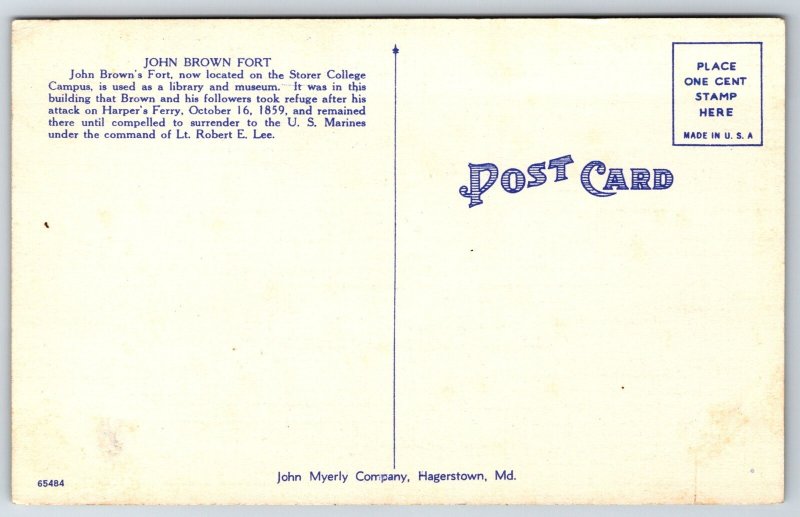 JOHN BROWN FORT
John Brown's Fort, now located on the Storer College
Campus, is used as a library and museum. It was in this
building that Brown and his followers took refuge after his
attack on Harper's Ferry, October 16, 1859, and remained
there until compelled to surrender to the U. S. Marines
under the command of Lt. Robert E. Lee.
PLACE
ONE CENT
STAMP
HERE
MADE IN U. S. A
POST CARD
65484
John Myerly Company, Hagerstown, Md.